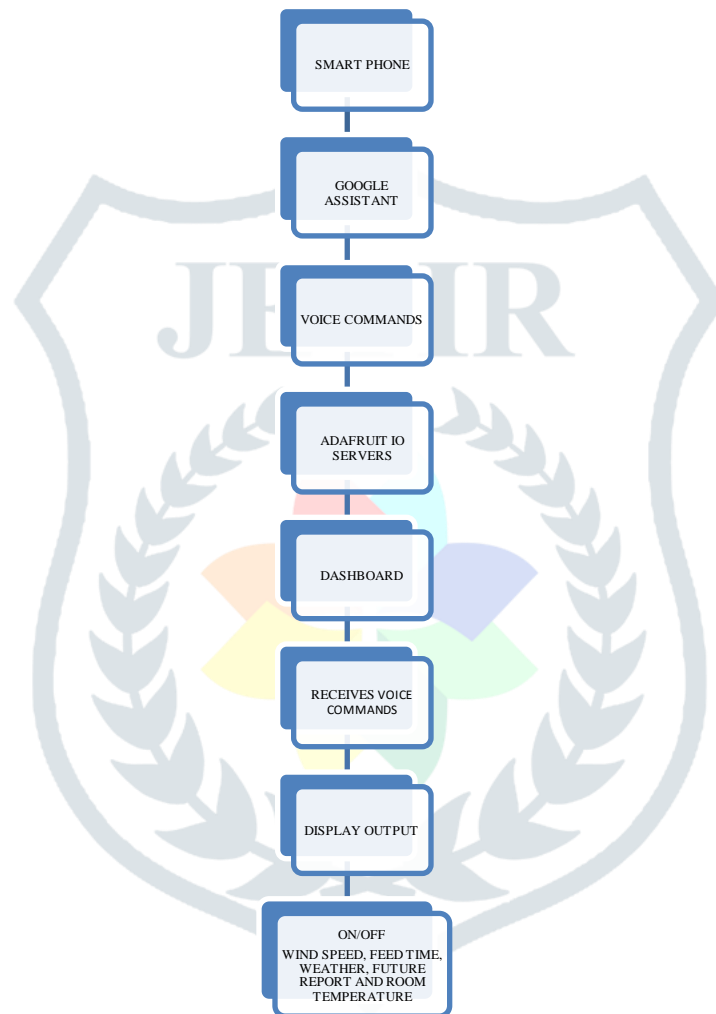 SMART PHONE
GOOGLE
ASSISTANT
VOICE COMMANDS
ADAFRUIT IO
SERVERS
DASHBOARD
RECEIVES VOICE
COMMANDS
DISPLAY OUTPUT
ON/OFF
WIND SPEED, FEED TIME,
WEATHER, FUTURE
REPORT AND ROOM
TEMPERATURE